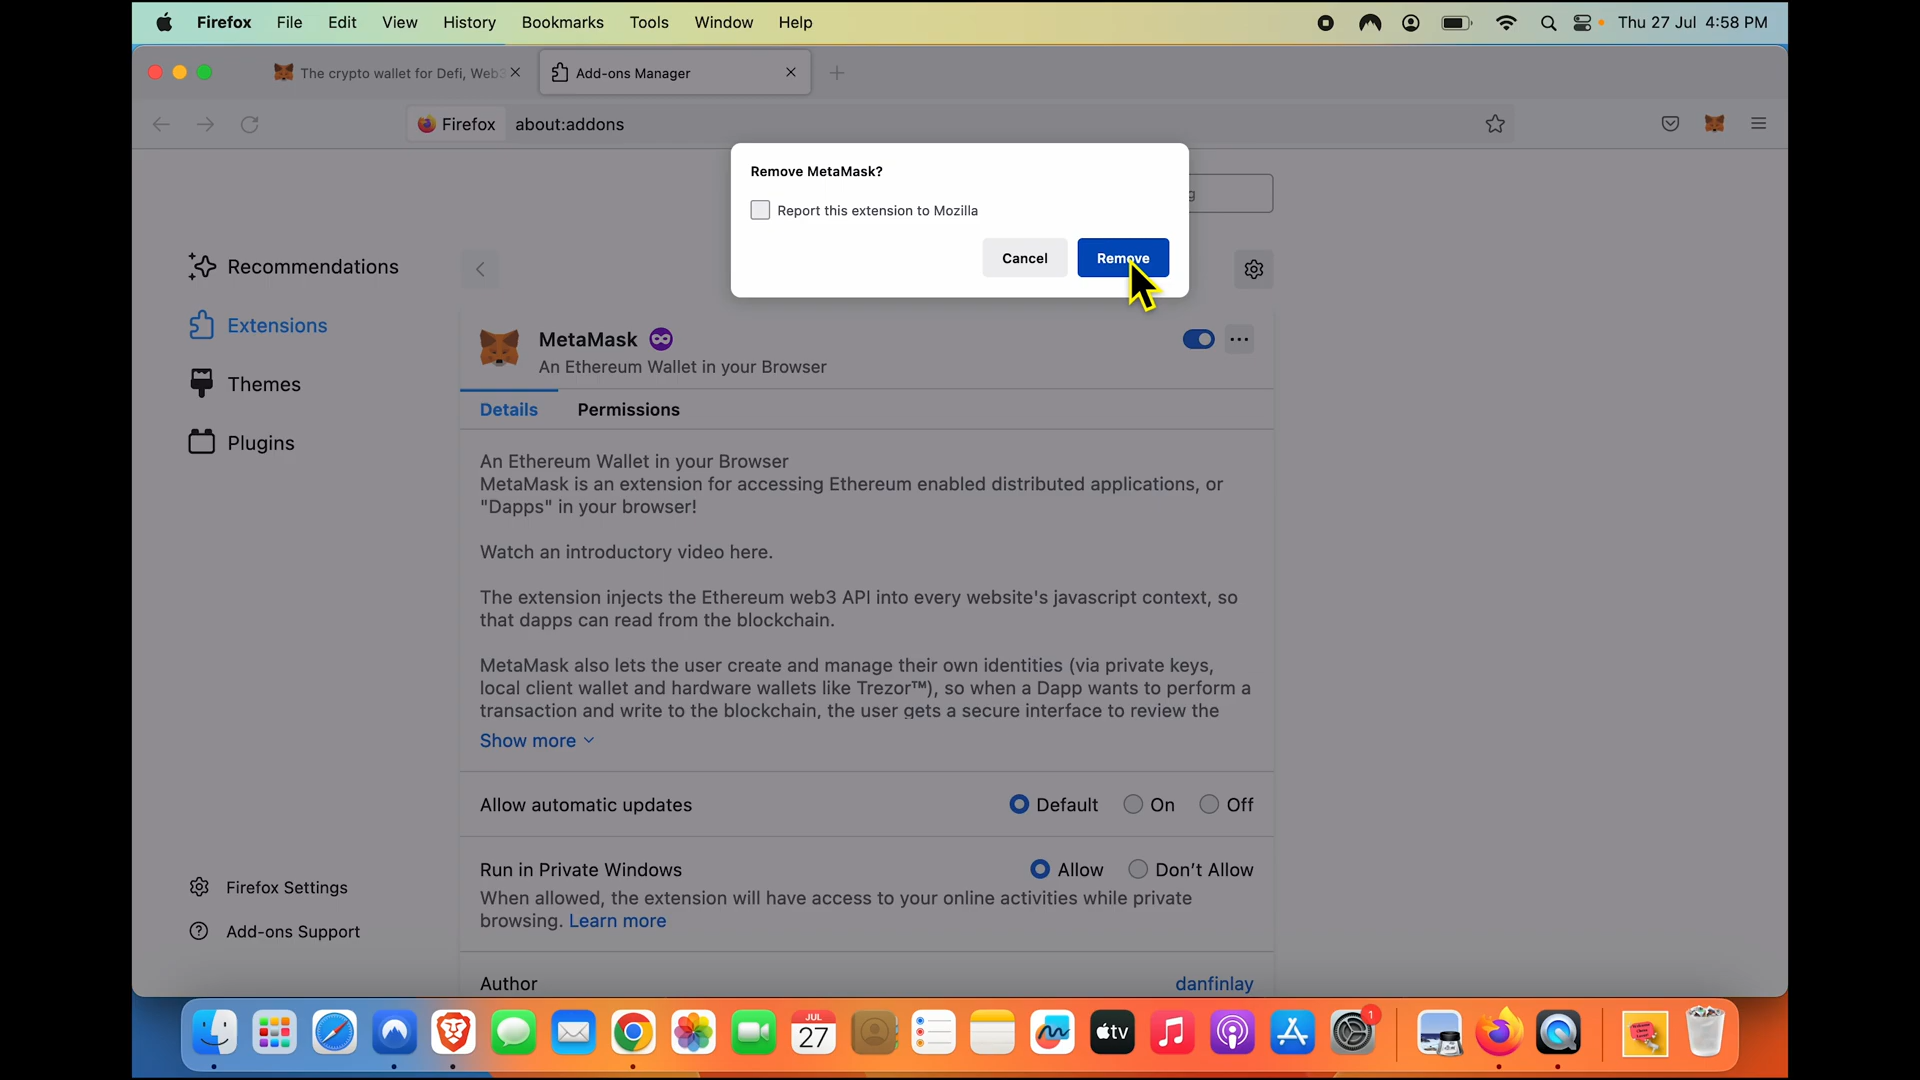 Firefox File Edit View History Bookmarks Tools Window Help Thu 27 Jul 4:58 PM
The crypto wallet for Defi, Web3 Add-ons Manager
Firefox about:addons
Remove MetaMask?
Report this extension to Mozilla
Cancel Remove
Recommendations
Extensions
Themes
Plugins
MetaMask
An Ethereum Wallet in your Browser
Details Permissions
An Ethereum Wallet in your Browser
MetaMask is an extension for accessing Ethereum enabled distributed applications, or
"Dapps" in your browser!
Watch an introductory video here.
The extension injects the Ethereum web3 API into every website's javascript context, so
that dapps can read from the blockchain.
MetaMask also lets the user create and manage their own identities (via private keys,
local client wallet and hardware wallets like Trezor™), so when a Dapp wants to perform a
transaction and write to the blockchain, the user gets a secure interface to review the
Show more
Allow automatic updates Default On Off
Run in Private Windows Allow Don't Allow
When allowed, the extension will have access to your online activities while private
browsing. Learn more
Author danfinlay
Firefox Settings
Add-ons Support
JUL
27
tv
1